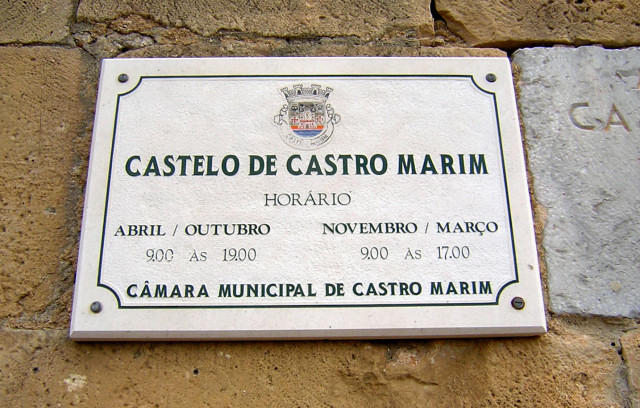 CASTELO DE CASTRO MARIM
HORÁRIO
ABRIL / OUTUBRO
9.00 ÀS 19.00
NOVEMBRO / MARÇO
9.00 ÀS 17.00
CÂMARA MUNICIPAL DE CASTRO MARIM
CA